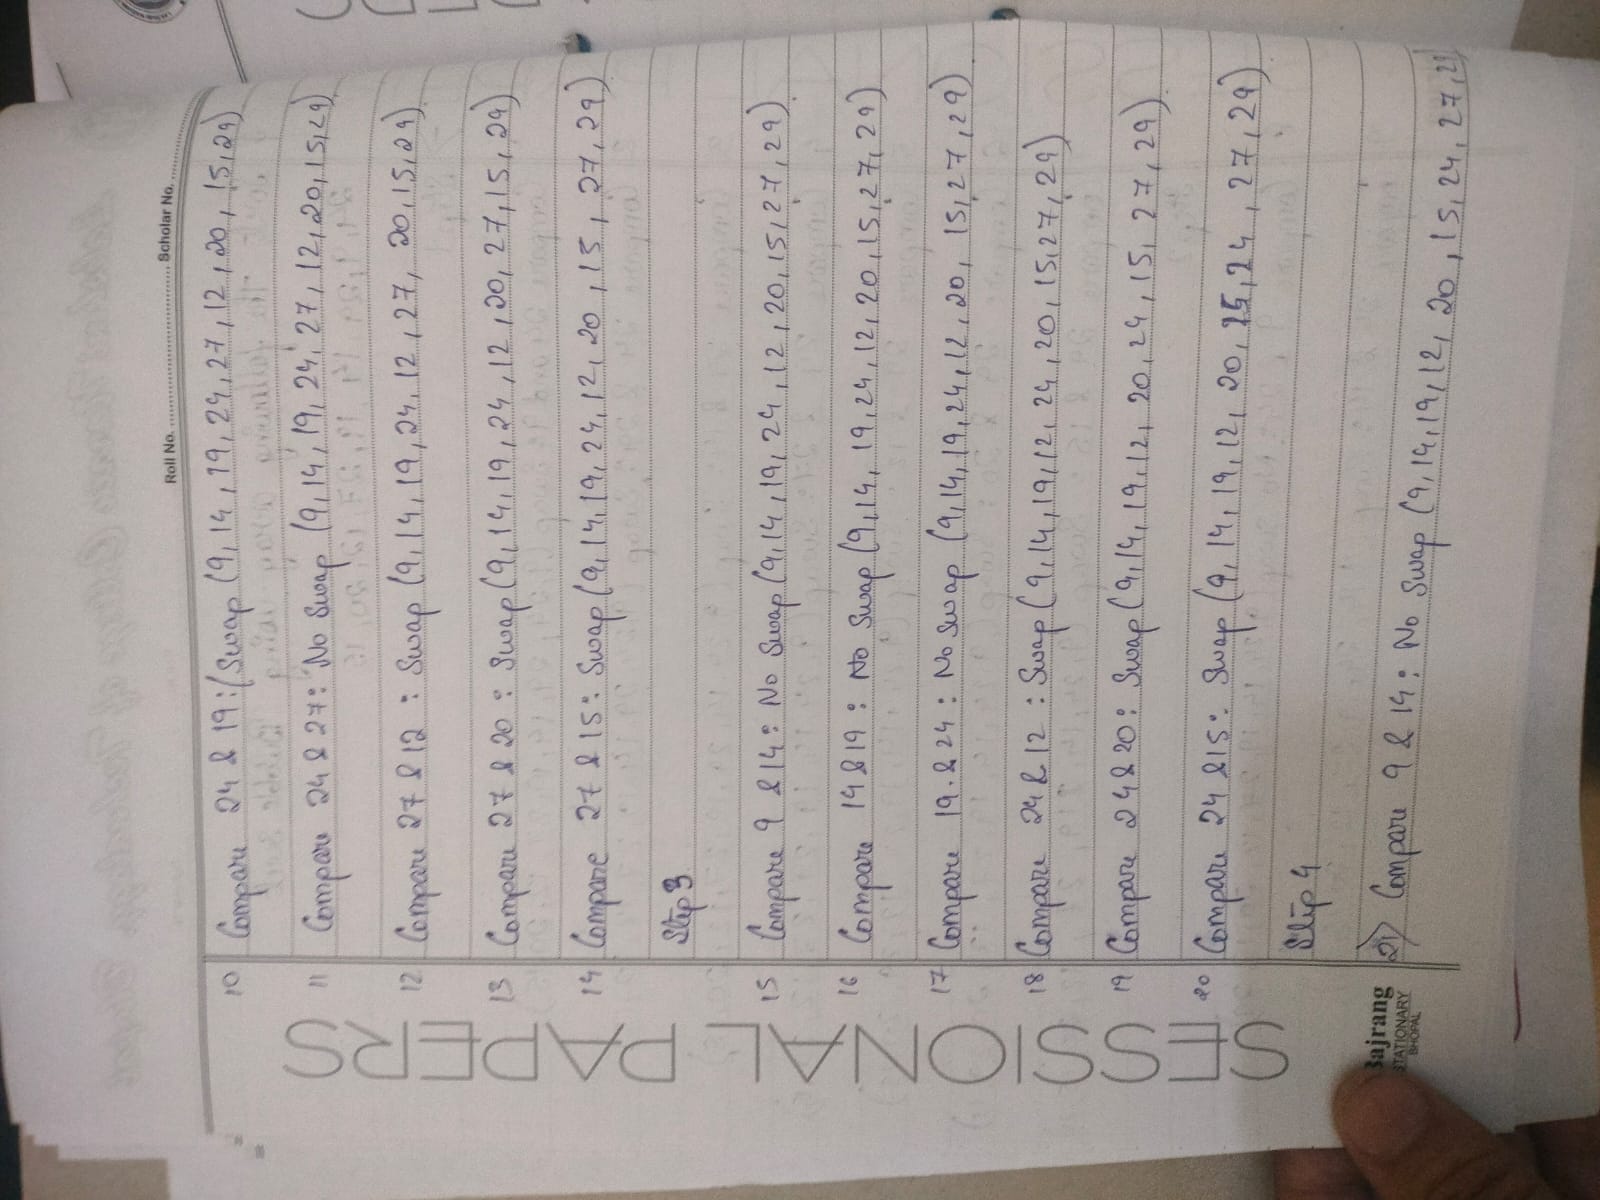 Roll No. .................................. Scholar No. ..................
10 Compare 24 & 19:(Swap (9, 14, 19, 24, 27, 12, 20, 15, 29)
11 Compare 24 & 27: No Swap (9, 14, 19, 24, 27, 12, 20, 15, 29)
12 Compare 27 & 12 : Swap (9, 14, 19, 24, 12, 27, 20, 15, 29)
13 Compare 27 & 20 : Swap (9, 14, 19, 24, 12, 20, 27, 15, 29)
14 Compare 27 & 15: Swap (9, 14, 19, 24, 12, 20, 15, 27, 29)
Step 3
15 Compare 9 & 14: No Swap (9, 14, 19, 24, 12, 20, 15, 27, 29)
16 Compare 14 & 19 : No Swap (9, 14, 19, 24, 12, 20, 15, 27, 29)
17 Compare 19 & 24 : No Swap (9, 14, 19, 24, 12, 20, 15, 27, 29)
18 Compare 24 & 12 : Swap (9, 14, 19, 12, 24, 20, 15, 27, 29)
19 Compare 24 & 20: Swap (9, 14, 19, 12, 20, 24, 15, 27, 29)
20 Compare 24 & 15: Swap (9, 14, 19, 12, 20, 15, 24, 27, 29)
Step 4
21) Compare 9 & 14: No Swap (9, 14, 19, 12, 20, 15, 24, 27, 29)
SESSIONAL PAPERS
Bajrang
STATIONARY
BHOPAL